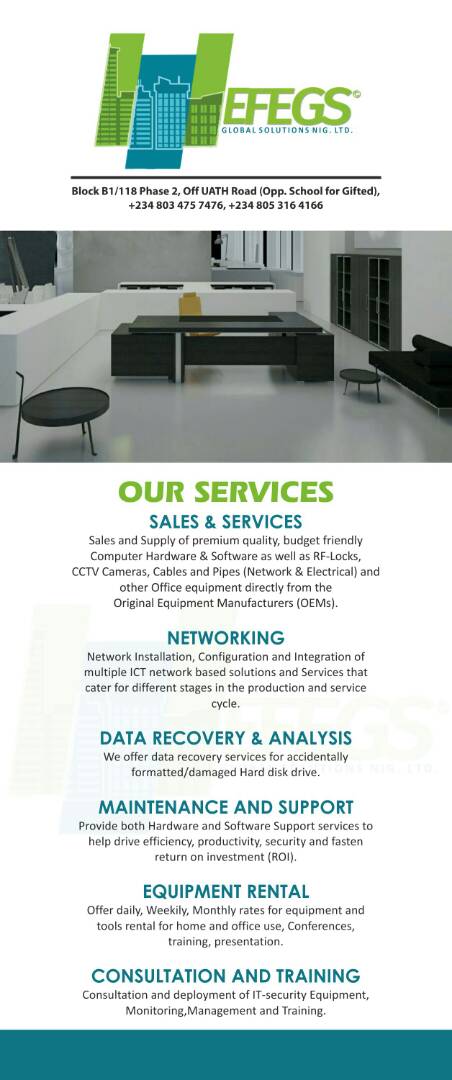 HEFEGS©
GLOBAL SOLUTIONS NIG. LTD.
Block B1/118 Phase 2, Off UATH Road (Opp. School for Gifted),
+234 803 475 7476, +234 805 316 4166
OUR SERVICES
SALES & SERVICES
Sales and Supply of premium quality, budget friendly
Computer Hardware & Software as well as RF-Locks,
CCTV Cameras, Cables and Pipes (Network & Electrical) and
other Office equipment directly from the
Original Equipment Manufacturers (OEMs).
NETWORKING
Network Installation, Configuration and Integration of
multiple ICT network based solutions and Services that
cater for different stages in the production and service
cycle.
DATA RECOVERY & ANALYSIS
We offer data recovery services for accidentally
formatted/damaged Hard disk drive.
MAINTENANCE AND SUPPORT
Provide both Hardware and Software Support services to
help drive efficiency, productivity, security and fasten
return on investment (ROI).
EQUIPMENT RENTAL
Offer daily, Weekily, Monthly rates for equipment and
tools rental for home and office use, Conferences,
training, presentation.
CONSULTATION AND TRAINING
Consultation and deployment of IT-security Equipment,
Monitoring,Management and Training.